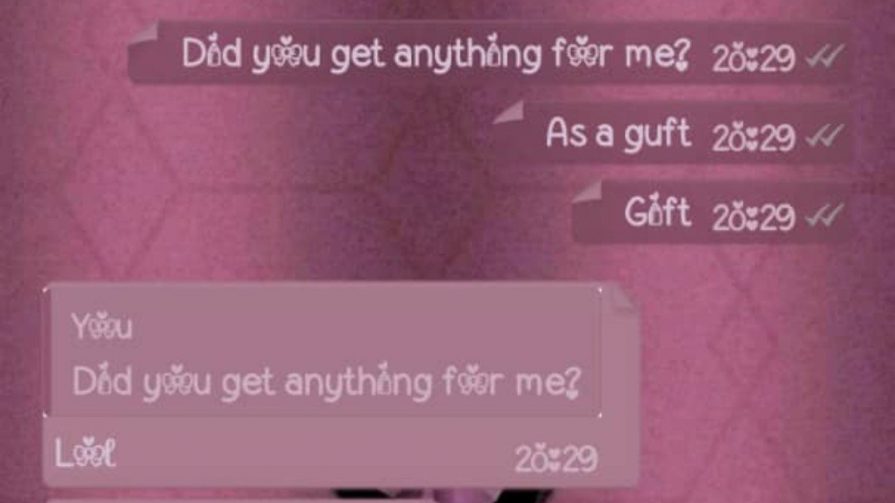 Did you get anything for me? 20:29
As a guft 20:29
Gift 20:29
You
Did you get anything for me?
Lol 20:29